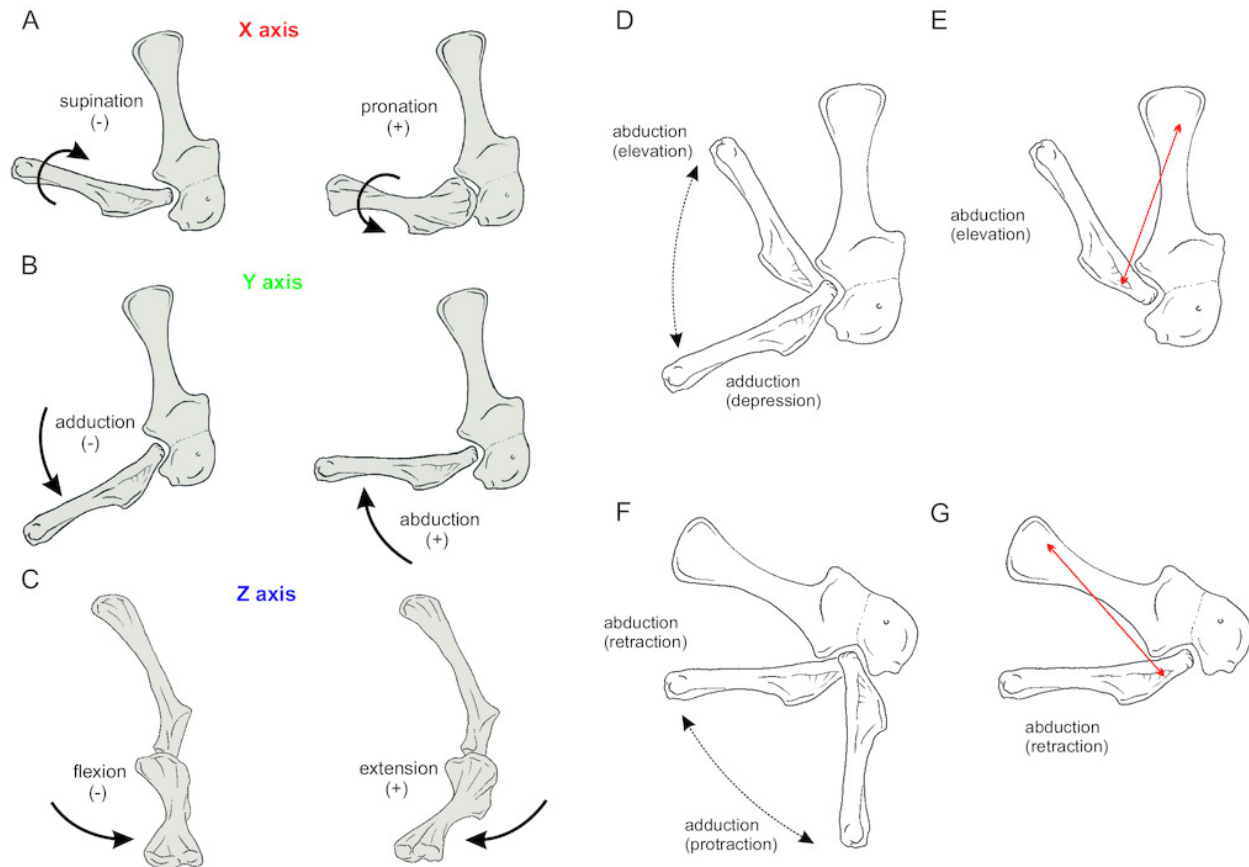 A
X axis
supination
(-)
pronation
(+)
B
Y axis
adduction
(-)
abduction
(+)
C
Z axis
flexion
(-)
extension
(+)
D
abduction
(elevation)
adduction
(depression)
E
abduction
(elevation)
F
abduction
(retraction)
adduction
(protraction)
G
abduction
(retraction)